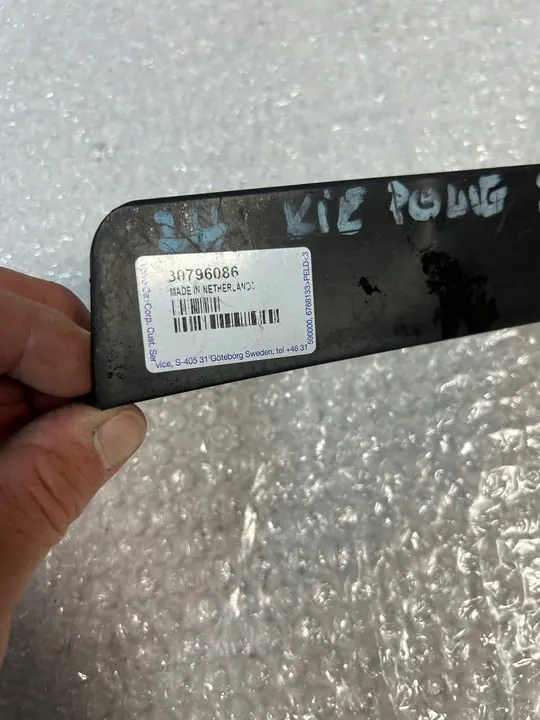 KIE POWG
30796086
MADE IN NETHERLANDS
Volvo Car Corp. Cust. Ser
vice, S-405 31 Göteborg Sweden, tel +46 31
590000, 6768133>PELD<3